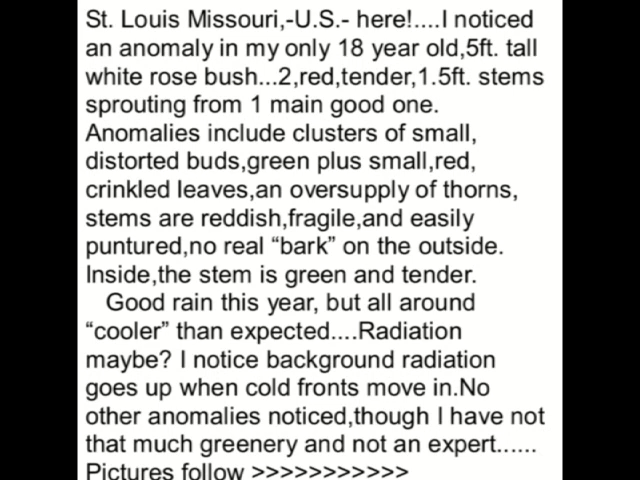 St. Louis Missouri,-U.S.- here!....I noticed
an anomaly in my only 18 year old,5ft. tall
white rose bush...2,red,tender,1.5ft. stems
sprouting from 1 main good one.
Anomalies include clusters of small,
distorted buds,green plus small,red,
crinkled leaves,an oversupply of thorns,
stems are reddish,fragile,and easily
puntured,no real “bark” on the outside.
Inside,the stem is green and tender.
Good rain this year, but all around
“cooler” than expected....Radiation
maybe? I notice background radiation
goes up when cold fronts move in.No
other anomalies noticed,though I have not
that much greenery and not an expert......
Pictures follow >>>>>>>>>>>